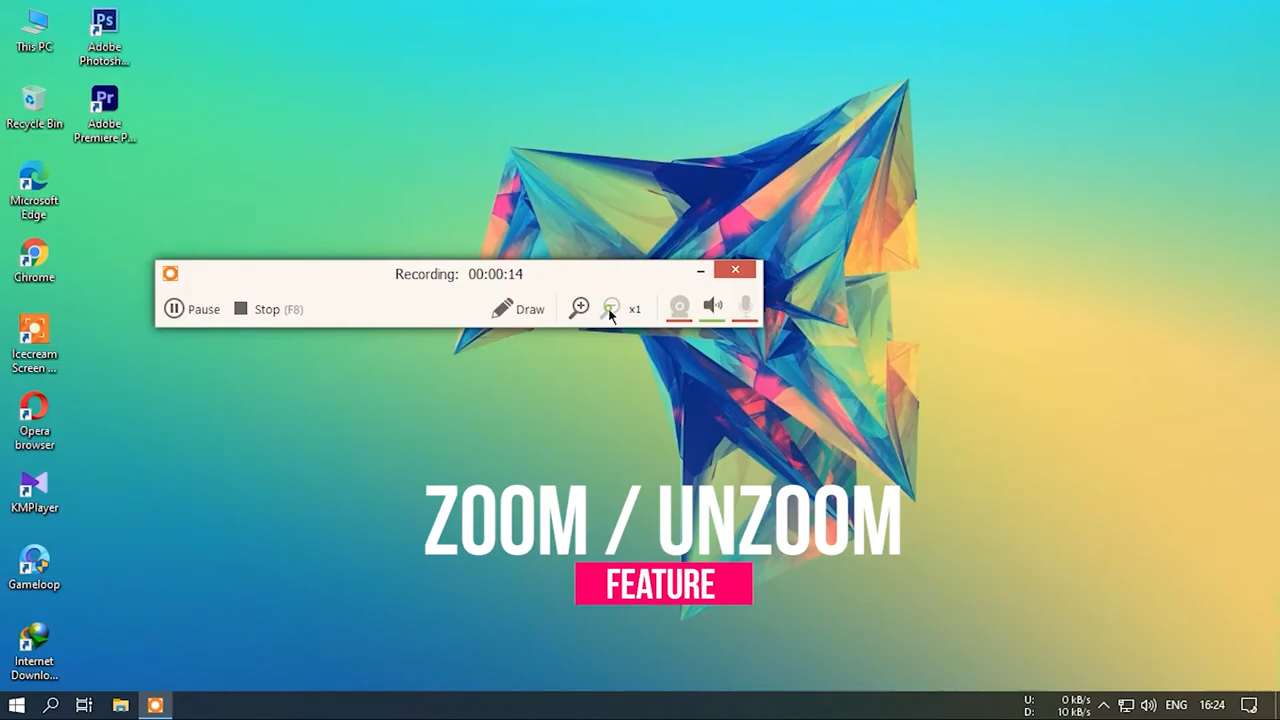 This PC
Ps
Adobe
Photosh...
Recycle Bin
Pr
Adobe
Premiere P...
Microsoft
Edge
Chrome
Icecream
Screen ...
Opera
browser
KMPlayer
Gameloop
Internet
Downlo...
Recording: 00:00:14
Pause
Stop (F8)
Draw
x1
ZOOM / UNZOOM
FEATURE
U: 0 kB/s
D: 10 kB/s
ENG
16:24